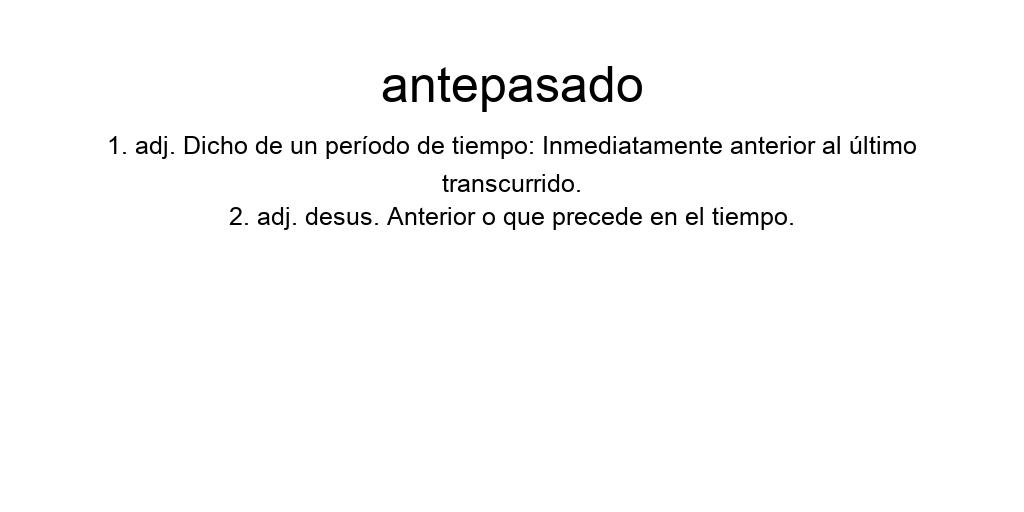 antepasado
1. adj. Dicho de un período de tiempo: Inmediatamente anterior al último
transcurrido.
2. adj. desus. Anterior o que precede en el tiempo.